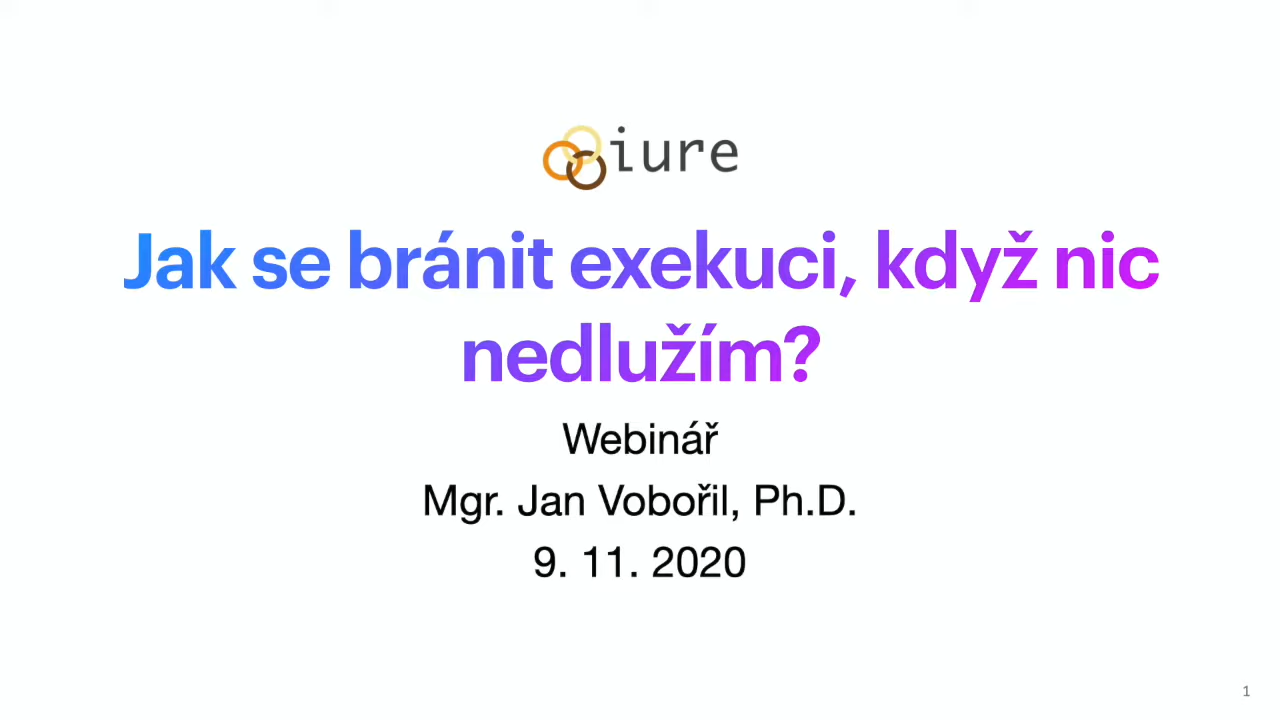 iure
Jak se bránit exekuci, když nic
nedlužím?
Webinář
Mgr. Jan Vobořil, Ph.D.
9. 11. 2020
1